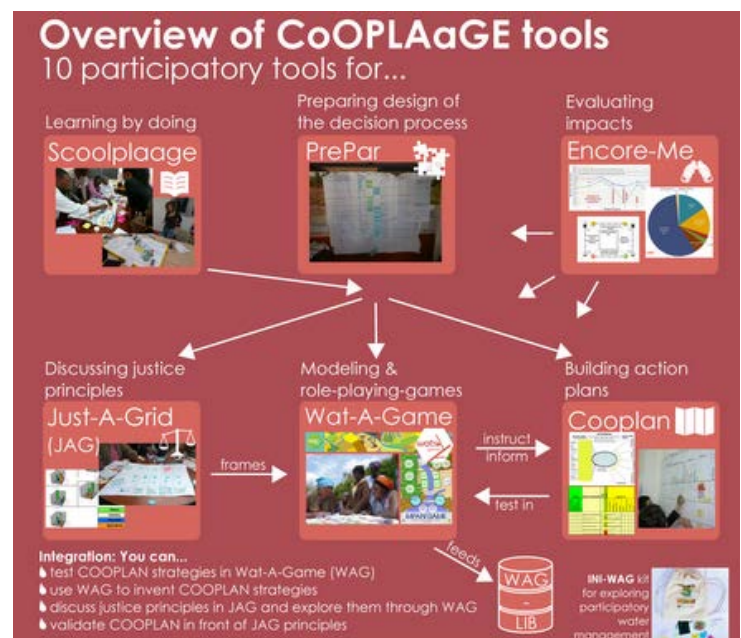 Overview of CoOPLAaGE tools
10 participatory tools for...
Learning by doing
Scoolplaage
Preparing design of
the decision process
PrePar
Evaluating
impacts
Encore-Me
Discussing justice
principles
Just-A-Grid
(JAG)
frames
Modeling &
role-playing-games
Wat-A-Game
instruct
inform
test in
Building action
plans
Cooplan
feeds
WAG
-
LIB
Integration: You can...
test COOPLAN strategies in Wat-A-Game (WAG)
use WAG to invent COOPLAN strategies
discuss justice principles in JAG and explore them through WAG
validate COOPLAN in front of JAG principles
INI-WAG kit
for exploring
participatory
water
management